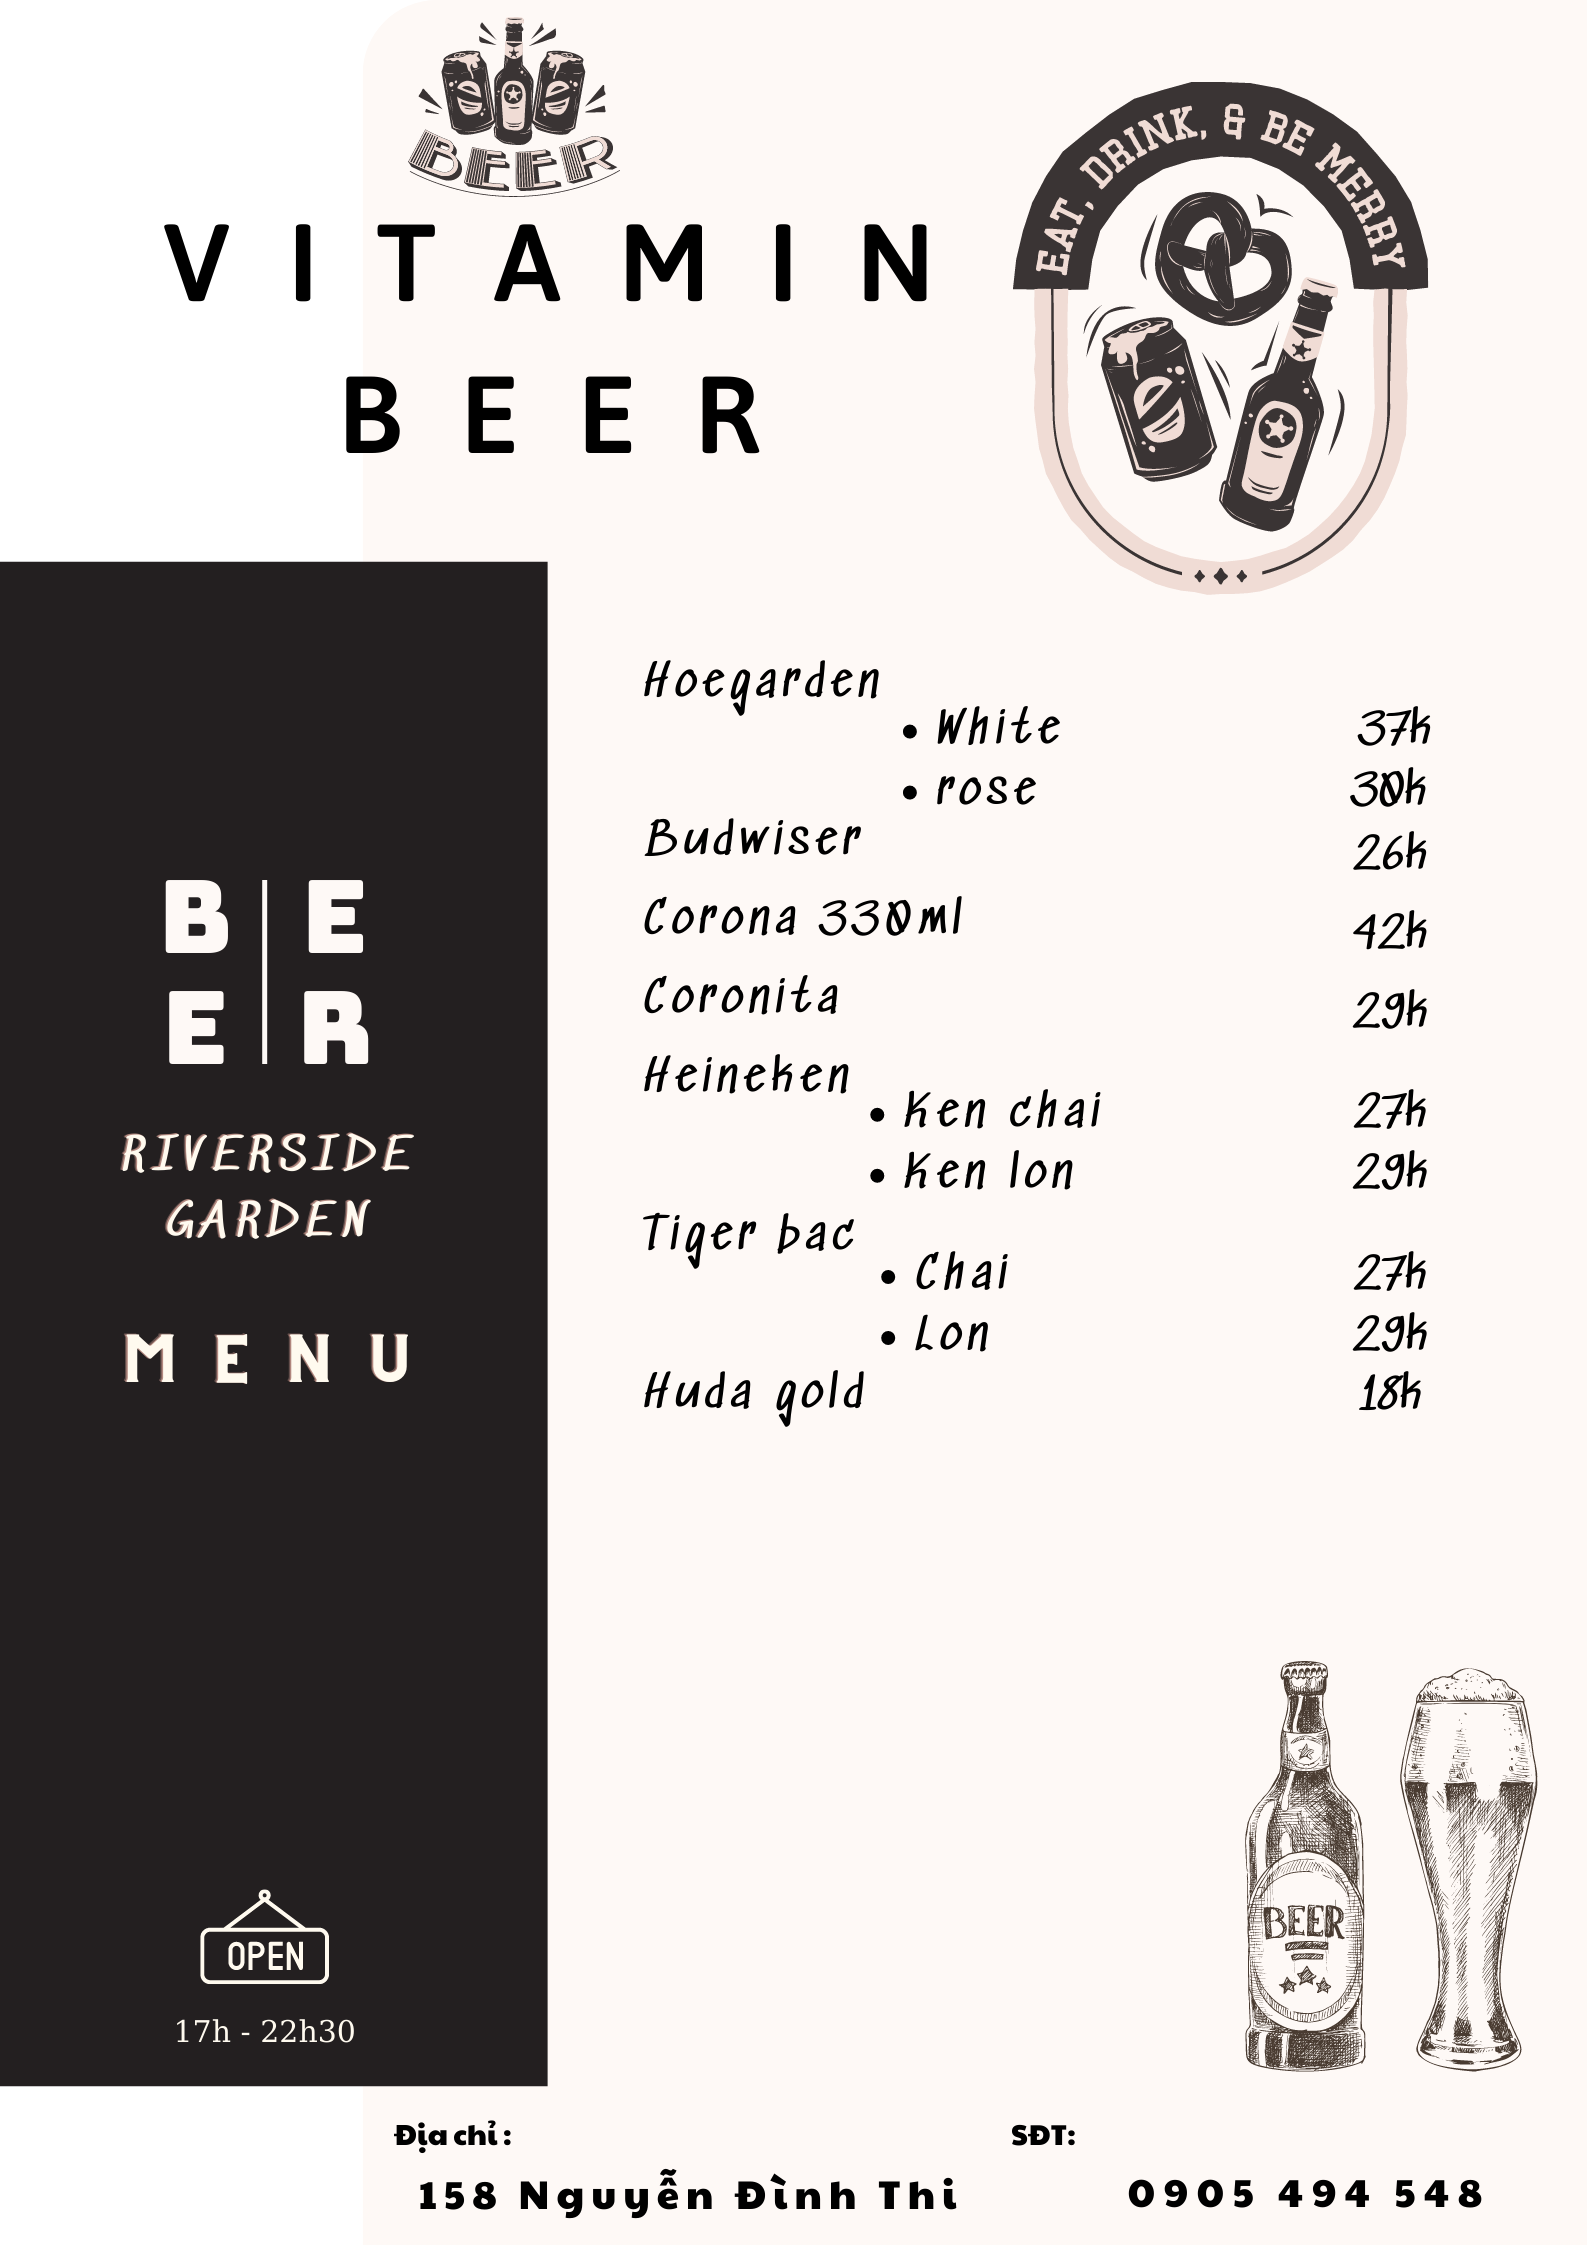 BEER
EAT, DRINK, & BE MERRY
VITAMIN
BEER
Hoegarden
• White 37k
• rose 30k
Budwiser 26k
Corona 330ml 42k
Coronita 29k
Heineken
• Ken chai 27k
• Ken lon 29k
Tiger bac
• Chai 27k
• Lon 29k
Huda gold 18k
B E
E R
RIVERSIDE
GARDEN
MENU
OPEN
17h - 22h30
BEER
Địa chỉ : SĐT:
158 Nguyễn Đình Thi 0905 494 548